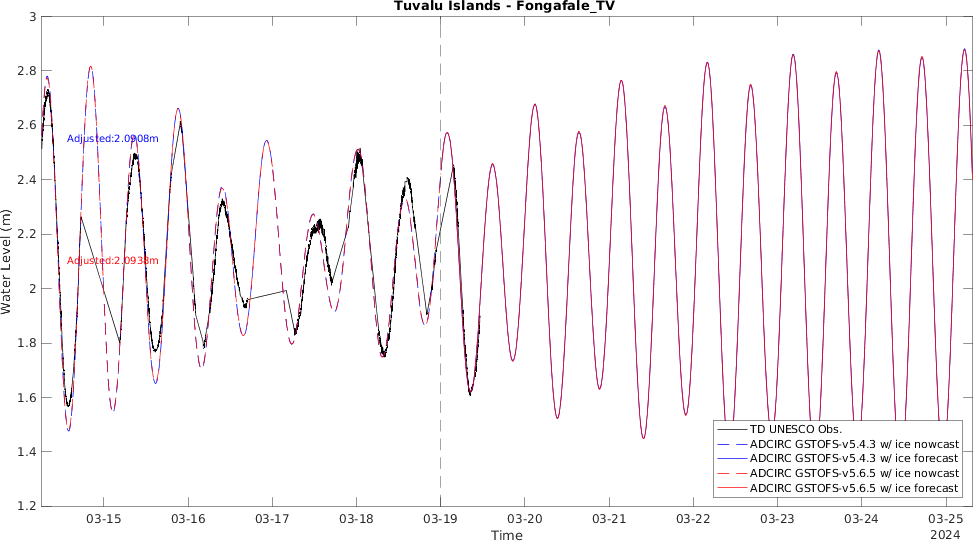 Tuvalu Islands - Fongafale_TV
Water Level (m)
3
2.8
2.6
2.4
2.2
2
1.8
1.6
1.4
1.2
Adjusted:2.0908m
Adjusted:2.0938m
TD UNESCO Obs.
ADCIRC GSTOFS-v5.4.3 w/ ice nowcast
ADCIRC GSTOFS-v5.4.3 w/ ice forecast
ADCIRC GSTOFS-v5.6.5 w/ ice nowcast
ADCIRC GSTOFS-v5.6.5 w/ ice forecast
03-15 03-16 03-17 03-18 03-19 03-20 03-21 03-22 03-23 03-24 03-25
Time
2024